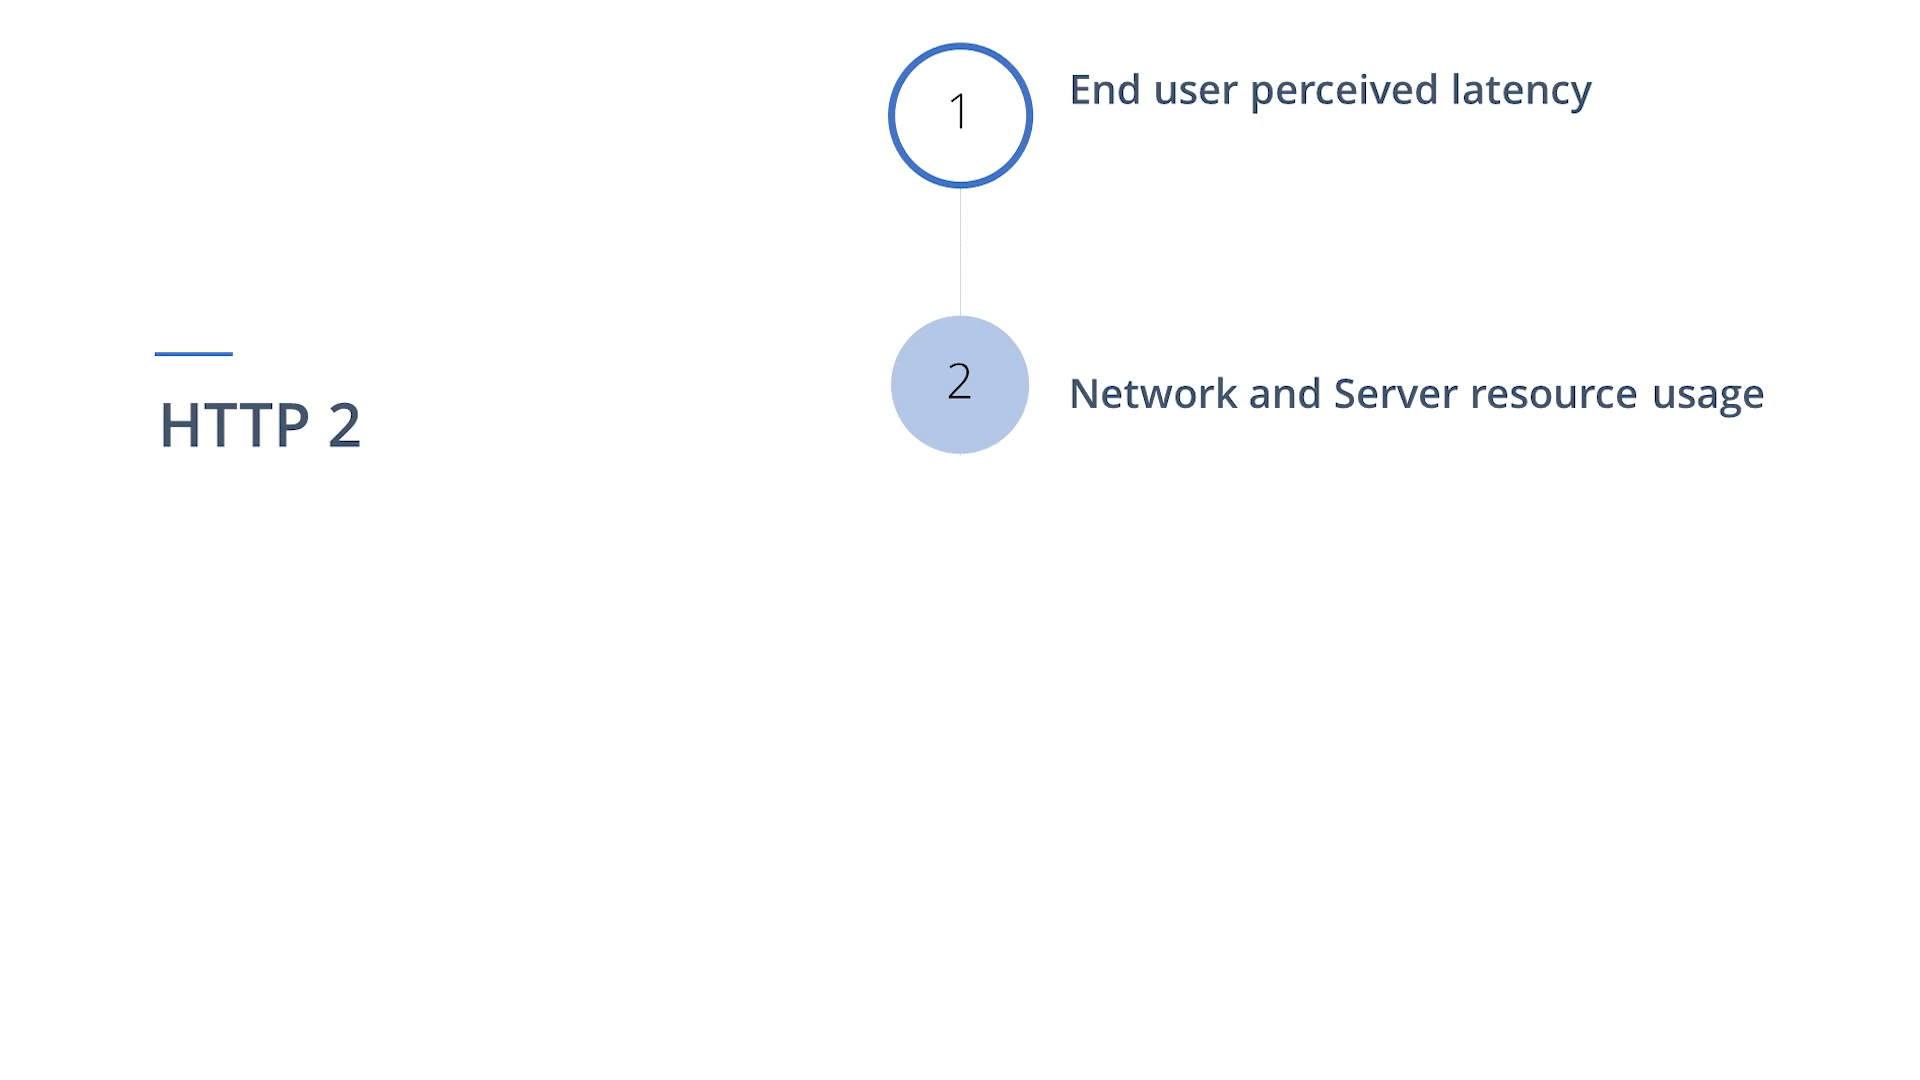 HTTP 2
1
End user perceived latency
2
Network and Server resource usage